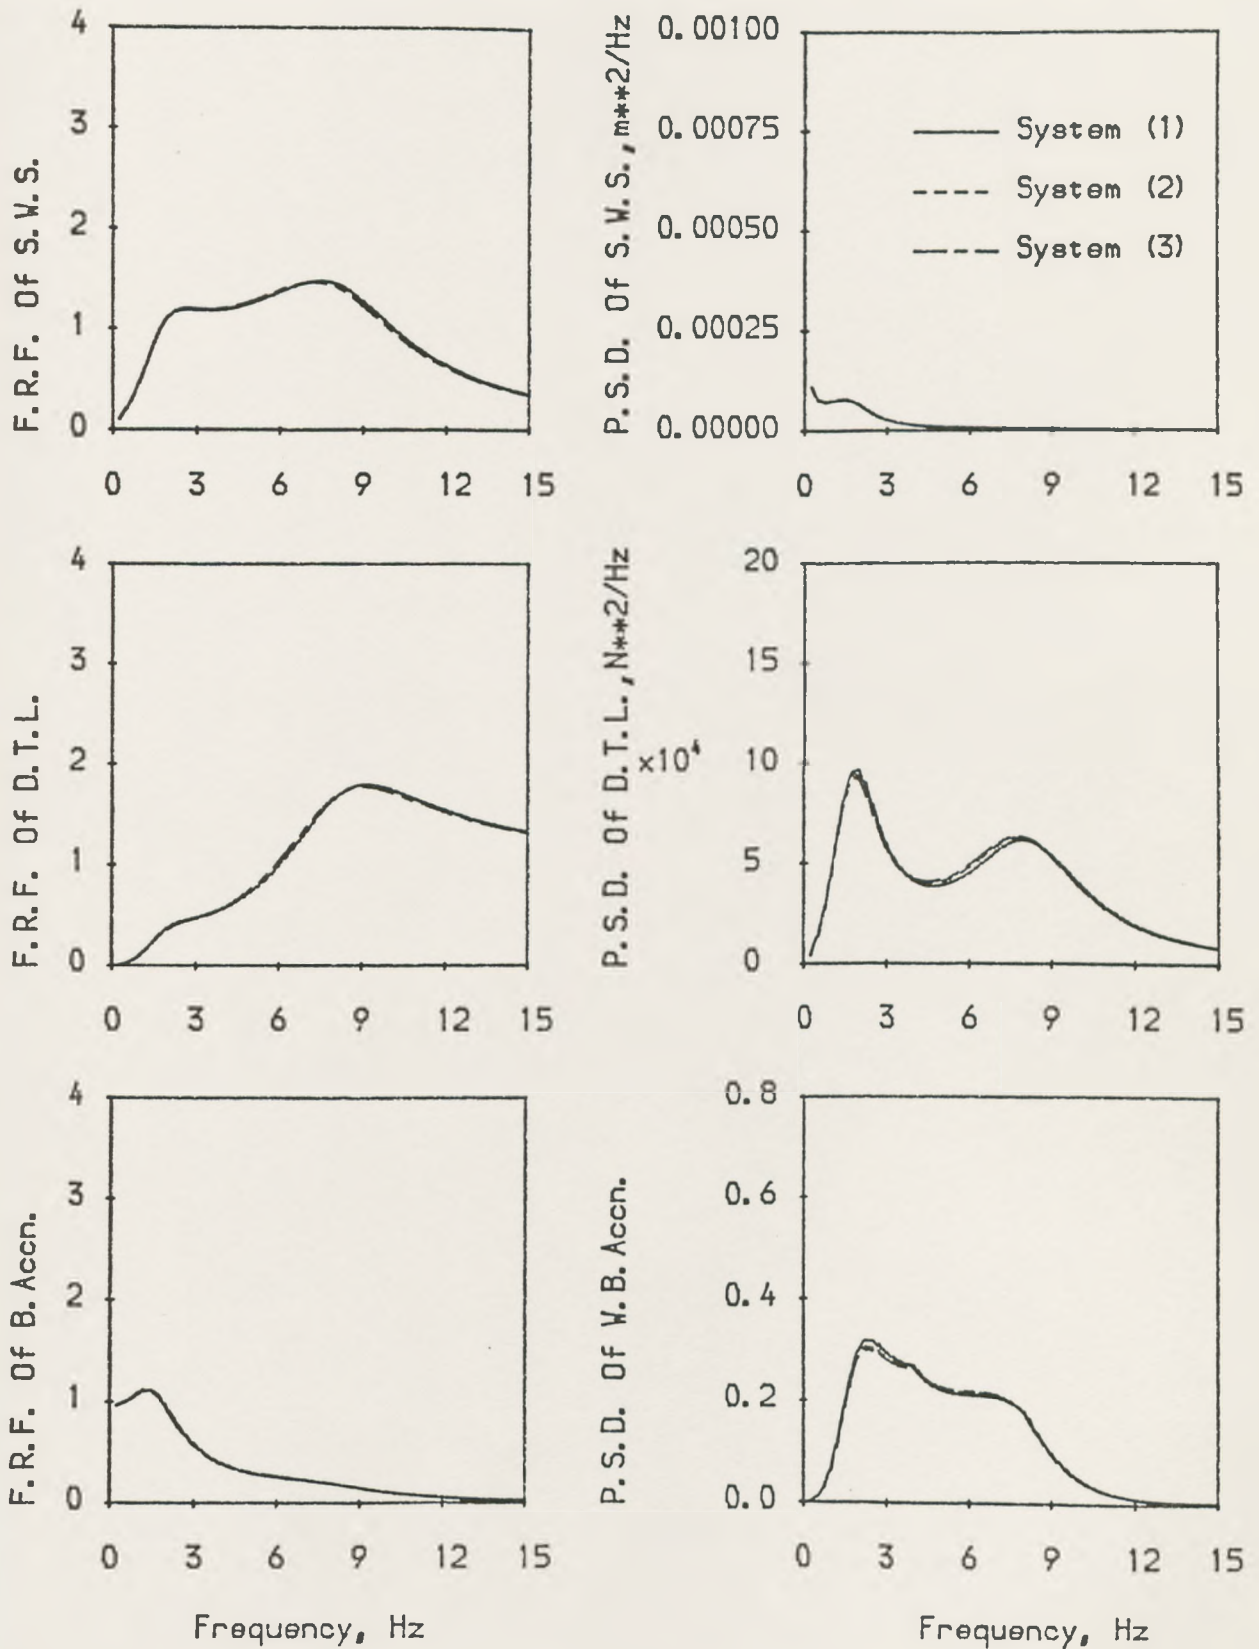 F.R.F. Of S.W.S.
4
3
2
1
0
0 3 6 9 12 15
P.S.D. Of S.W.S.,m**2/Hz
0.00100
0.00075
0.00050
0.00025
0.00000
System (1)
System (2)
System (3)
0 3 6 9 12 15
F.R.F. Of D.T.L.
4
3
2
1
0
0 3 6 9 12 15
P.S.D. Of D.T.L.,N**2/Hz
×10⁴
20
15
10
5
0
0 3 6 9 12 15
F.R.F. Of B.Accn.
4
3
2
1
0
0 3 6 9 12 15
Frequency, Hz
P.S.D. Of W.B.Accn.
0.8
0.6
0.4
0.2
0.0
0 3 6 9 12 15
Frequency, Hz